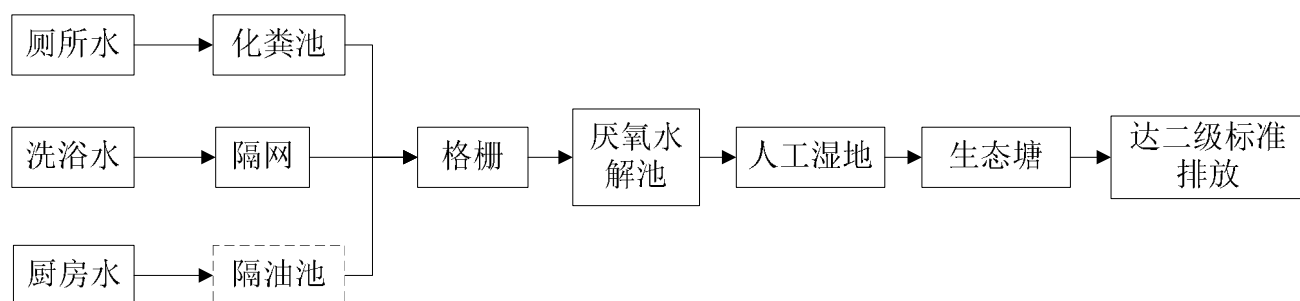 厕所水
化粪池
洗浴水
隔网
格栅
厌氧水
解池
人工湿地
生态塘
达二级标准
排放
厨房水
隔油池